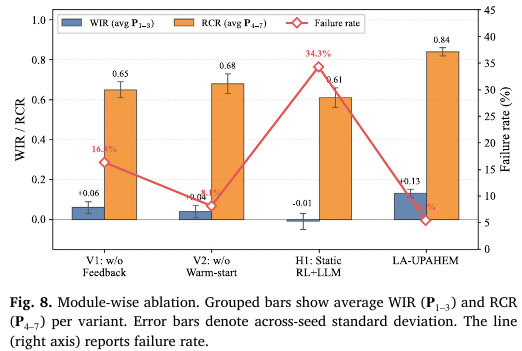 WIR (avg P1–3) RCR (avg P4–7) Failure rate
1.0
0.8
0.6
0.4
0.2
0.0
WIR / RCR
45
40
35
30
25
20
15
10
5
0
Failure rate (%)
16.4%
+0.06
0.65
8.1%
+0.04
0.68
34.3%
-0.01
0.61
+0.13
0.84
V1: w/o
Feedback
V2: w/o
Warm-start
H1: Static
RL+LLM
LA-UPAHEM
Fig. 8. Module-wise ablation. Grouped bars show average WIR (P1–3) and RCR
(P4–7) per variant. Error bars denote across-seed standard deviation. The line
(right axis) reports failure rate.